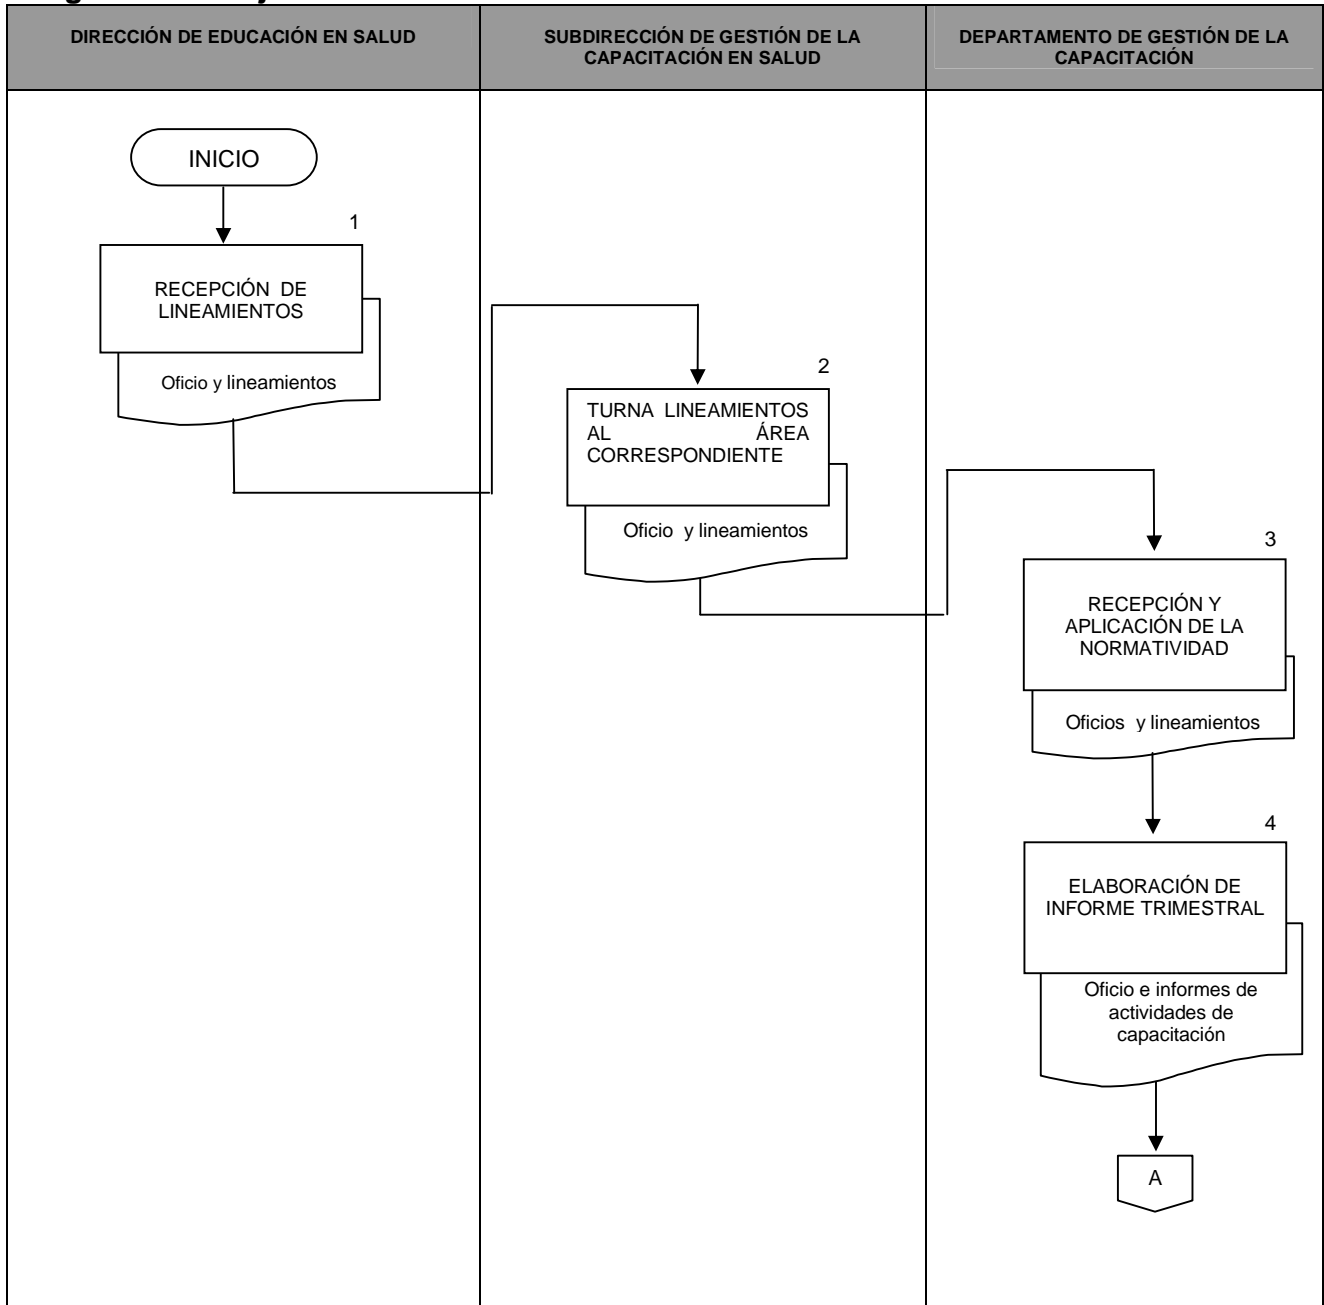 DIRECCIÓN DE EDUCACIÓN EN SALUD
SUBDIRECCIÓN DE GESTIÓN DE LA
CAPACITACIÓN EN SALUD
DEPARTAMENTO DE GESTIÓN DE LA
CAPACITACIÓN
INICIO
1
RECEPCIÓN DE
LINEAMIENTOS
Oficio y lineamientos
2
TURNA LINEAMIENTOS
AL ÁREA
CORRESPONDIENTE
Oficio y lineamientos
3
RECEPCIÓN Y
APLICACIÓN DE LA
NORMATIVIDAD
Oficios y lineamientos
4
ELABORACIÓN DE
INFORME TRIMESTRAL
Oficio e informes de
actividades de
capacitación
A